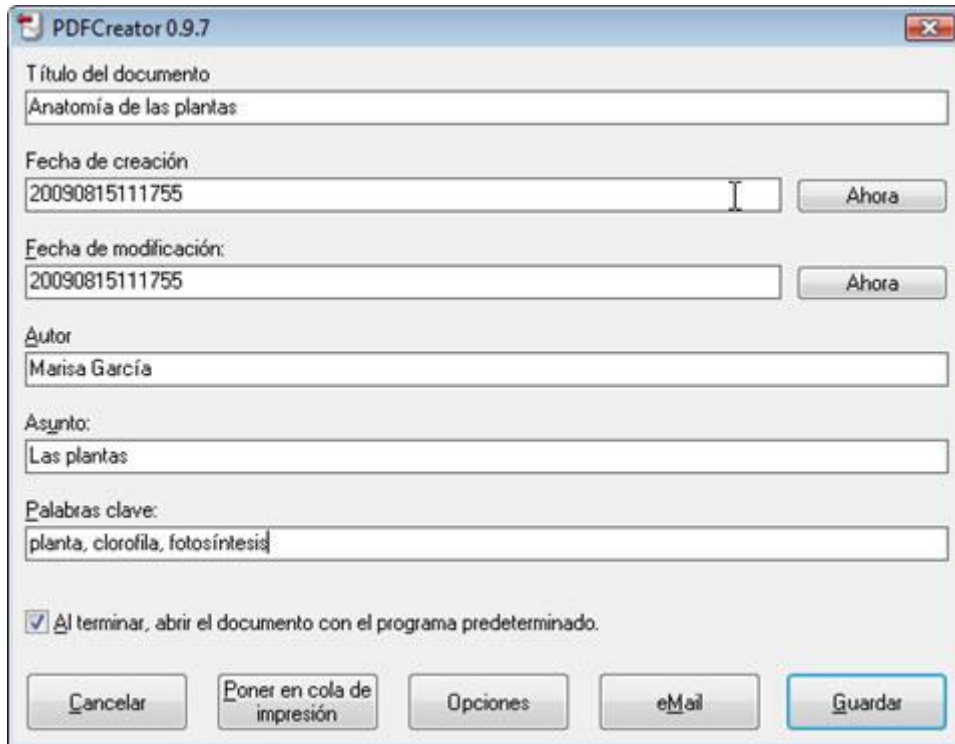 PDFCreator 0.9.7
Título del documento
Anatomía de las plantas
Fecha de creación
20090815111755
Ahora
Fecha de modificación:
20090815111755
Ahora
Autor
Marisa García
Asunto:
Las plantas
Palabras clave:
planta, clorofila, fotosíntesis
Al terminar, abrir el documento con el programa predeterminado.
Cancelar
Poner en cola de
impresión
Opciones
eMail
Guardar